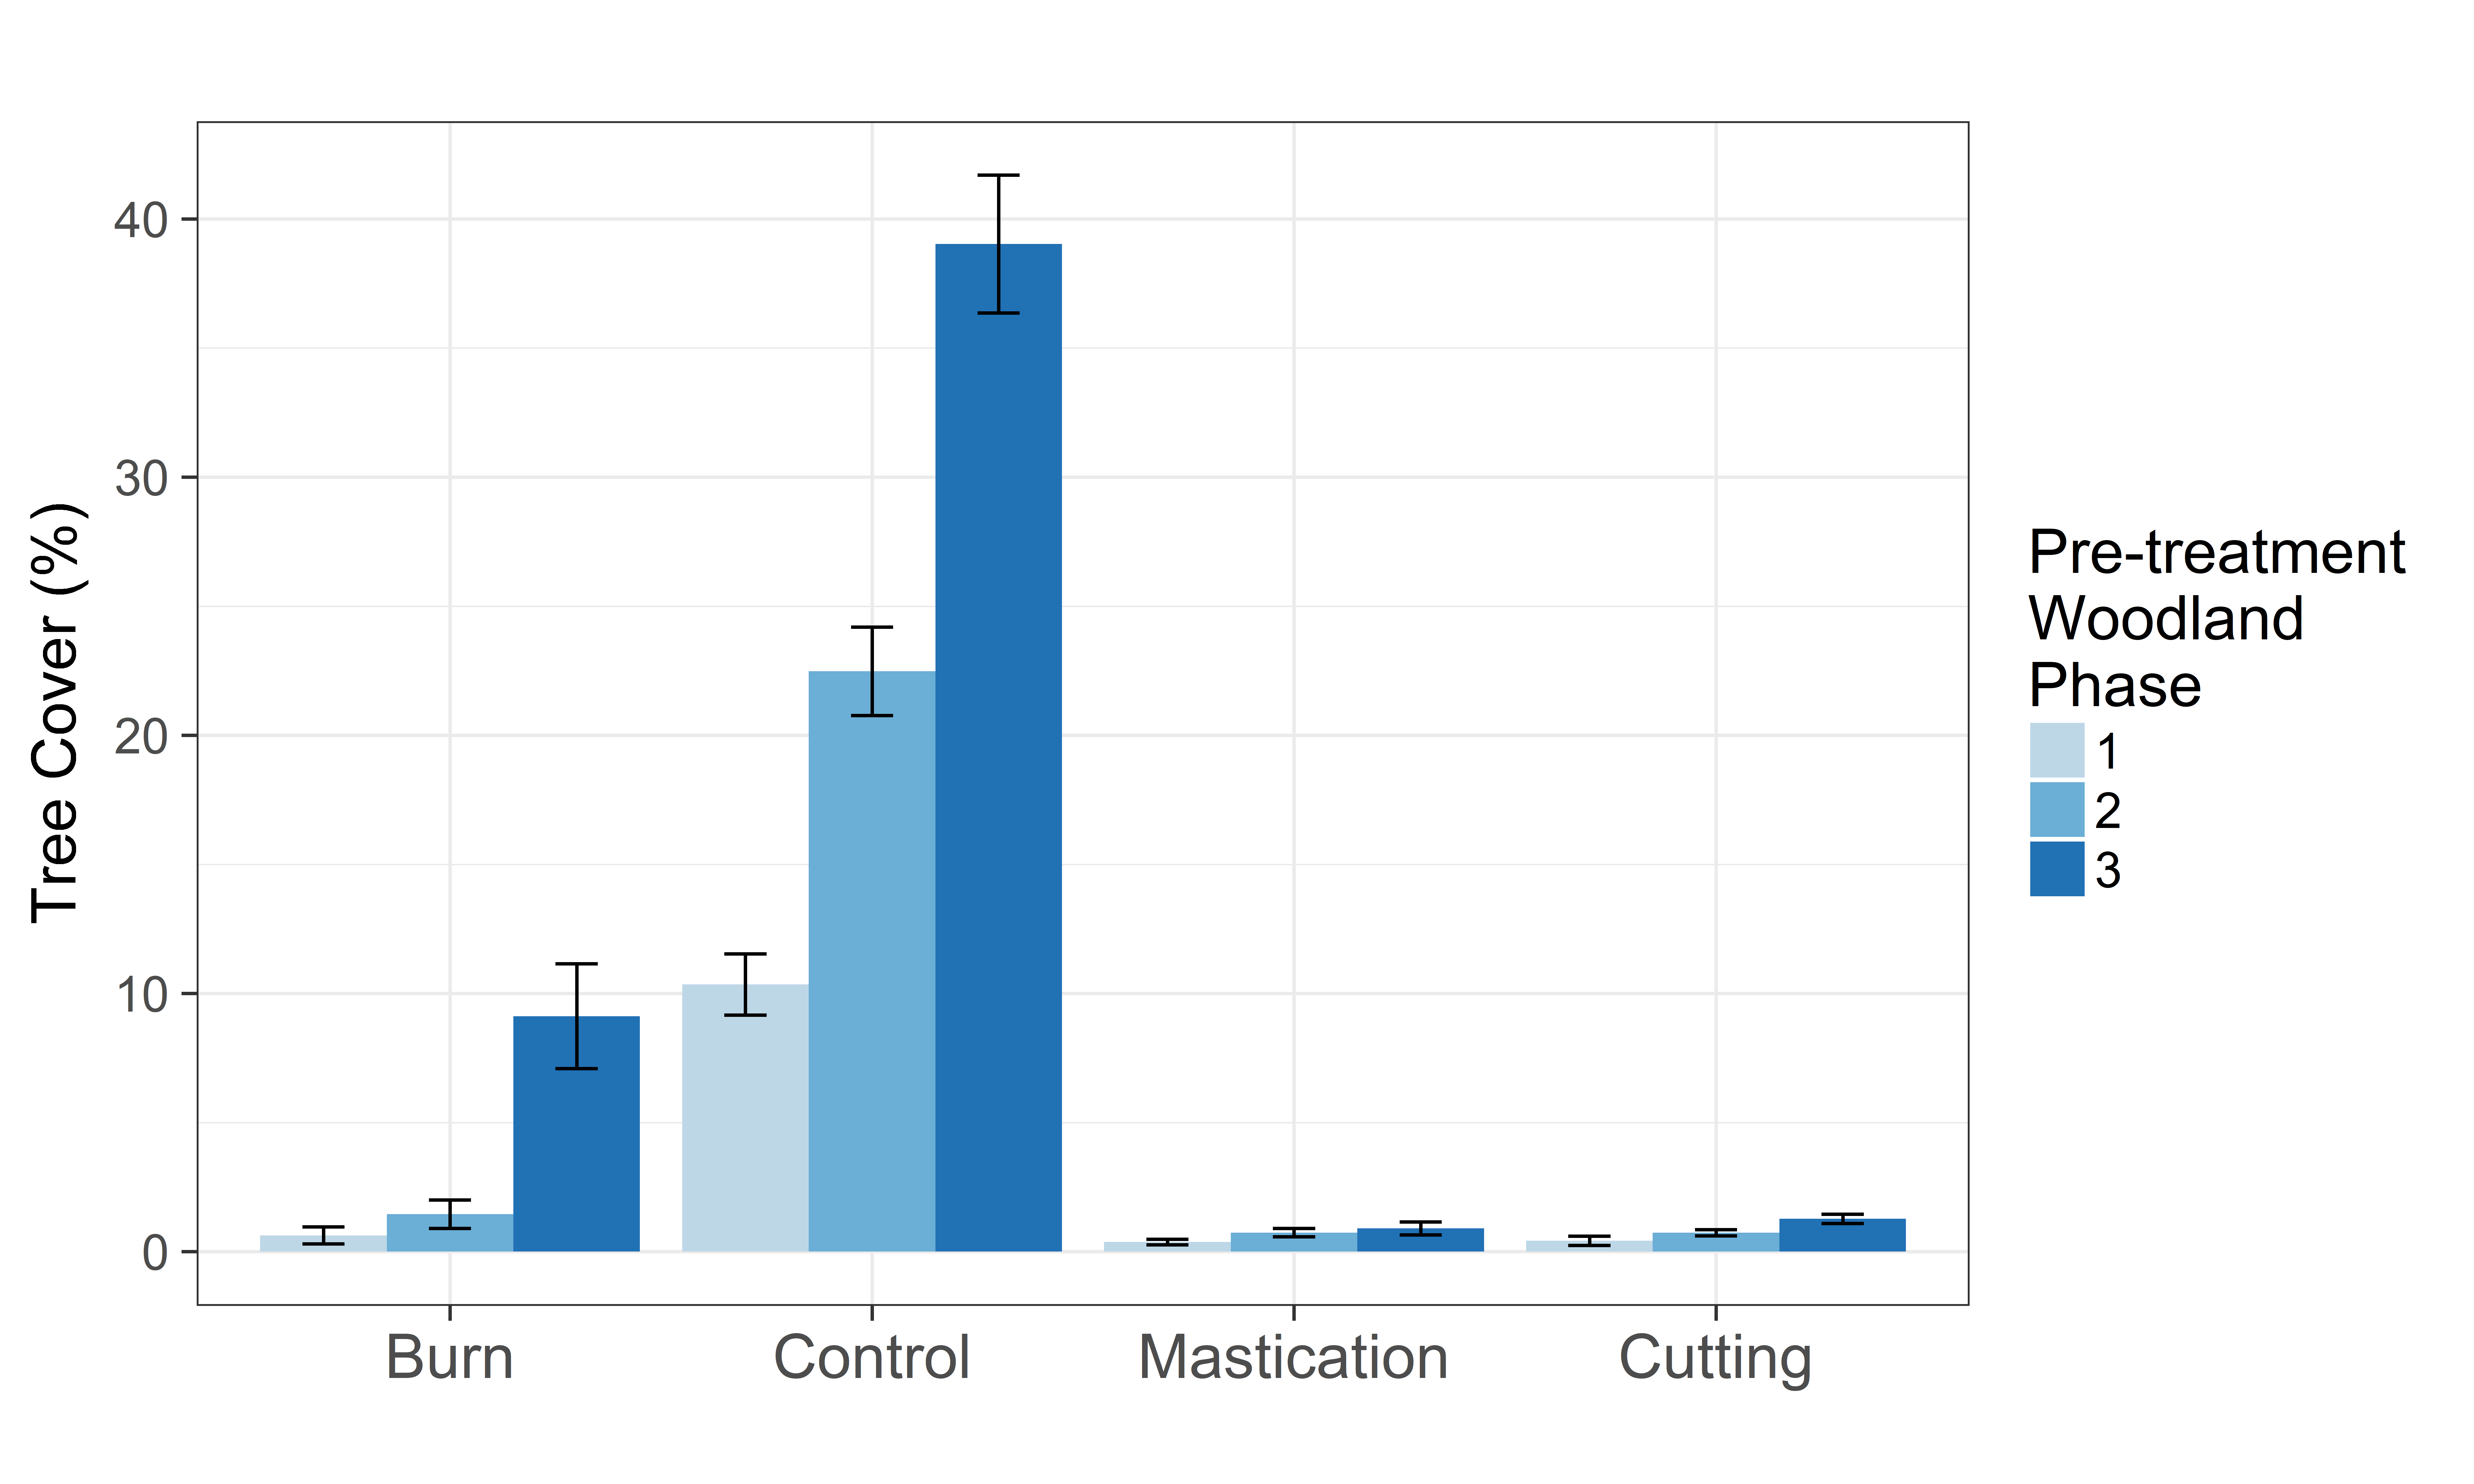 Tree Cover (%)
40
30
20
10
0
Burn Control Mastication Cutting
Pre-treatment
Woodland
Phase
1
2
3